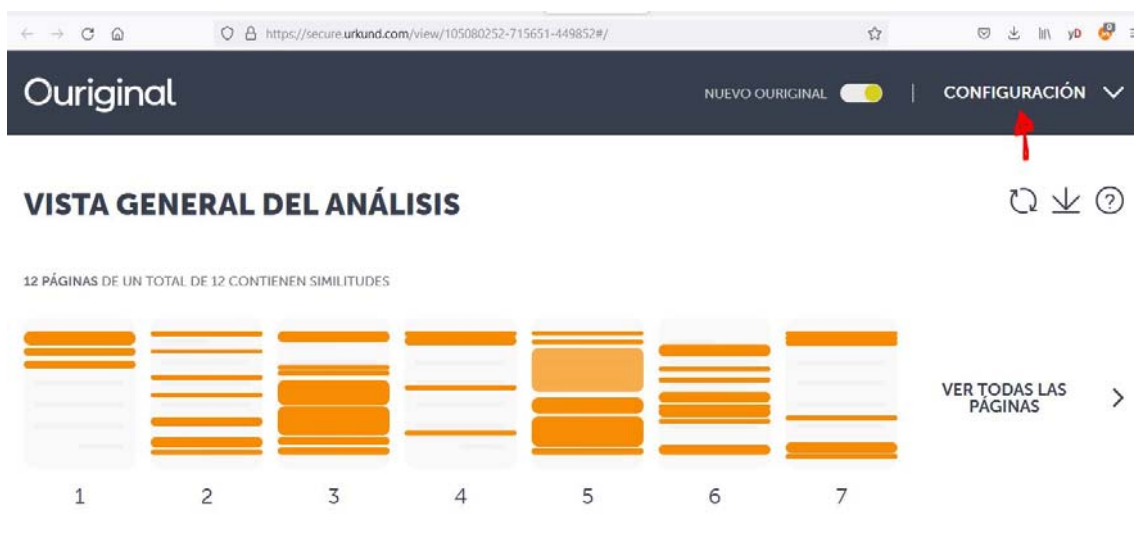 https://secure.urkund.com/view/105080252-715651-449852#/
yD
Ouriginal
NUEVO OURIGINAL
CONFIGURACIÓN
VISTA GENERAL DEL ANÁLISIS
12 PÁGINAS DE UN TOTAL DE 12 CONTIENEN SIMILITUDES
VER TODAS LAS
PÁGINAS
1 2 3 4 5 6 7